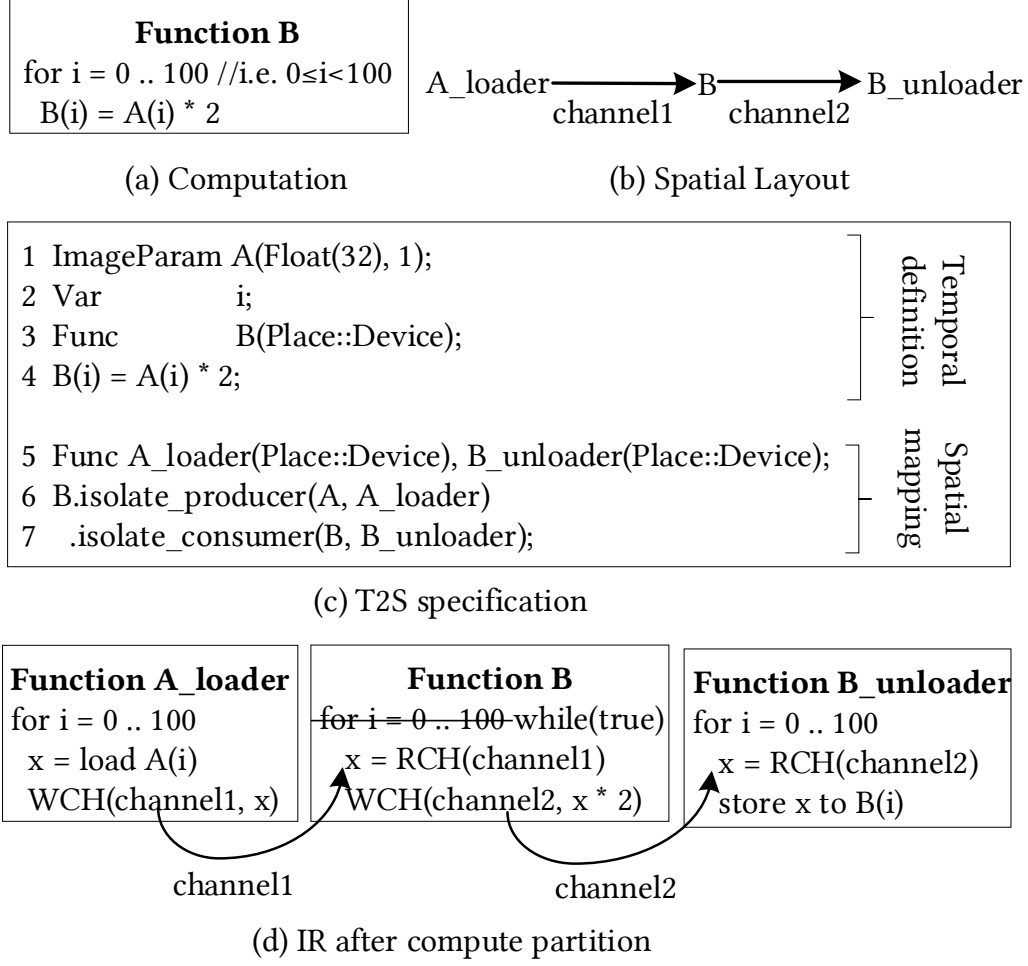 Function B
for i = 0 .. 100 //i.e. 0≤i<100
B(i) = A(i) * 2
(a) Computation
A_loader
channel1
B
channel2
B_unloader
(b) Spatial Layout
1 ImageParam A(Float(32), 1);
2 Var i;
3 Func B(Place::Device);
4 B(i) = A(i) * 2;
Temporal
definition
5 Func A_loader(Place::Device), B_unloader(Place::Device);
6 B.isolate_producer(A, A_loader)
7 .isolate_consumer(B, B_unloader);
Spatial
mapping
(c) T2S specification
Function A_loader
for i = 0 .. 100
x = load A(i)
WCH(channel1, x)
channel1
Function B
for i = 0 .. 100 while(true)
x = RCH(channel1)
WCH(channel2, x * 2)
channel2
Function B_unloader
for i = 0 .. 100
x = RCH(channel2)
store x to B(i)
(d) IR after compute partition